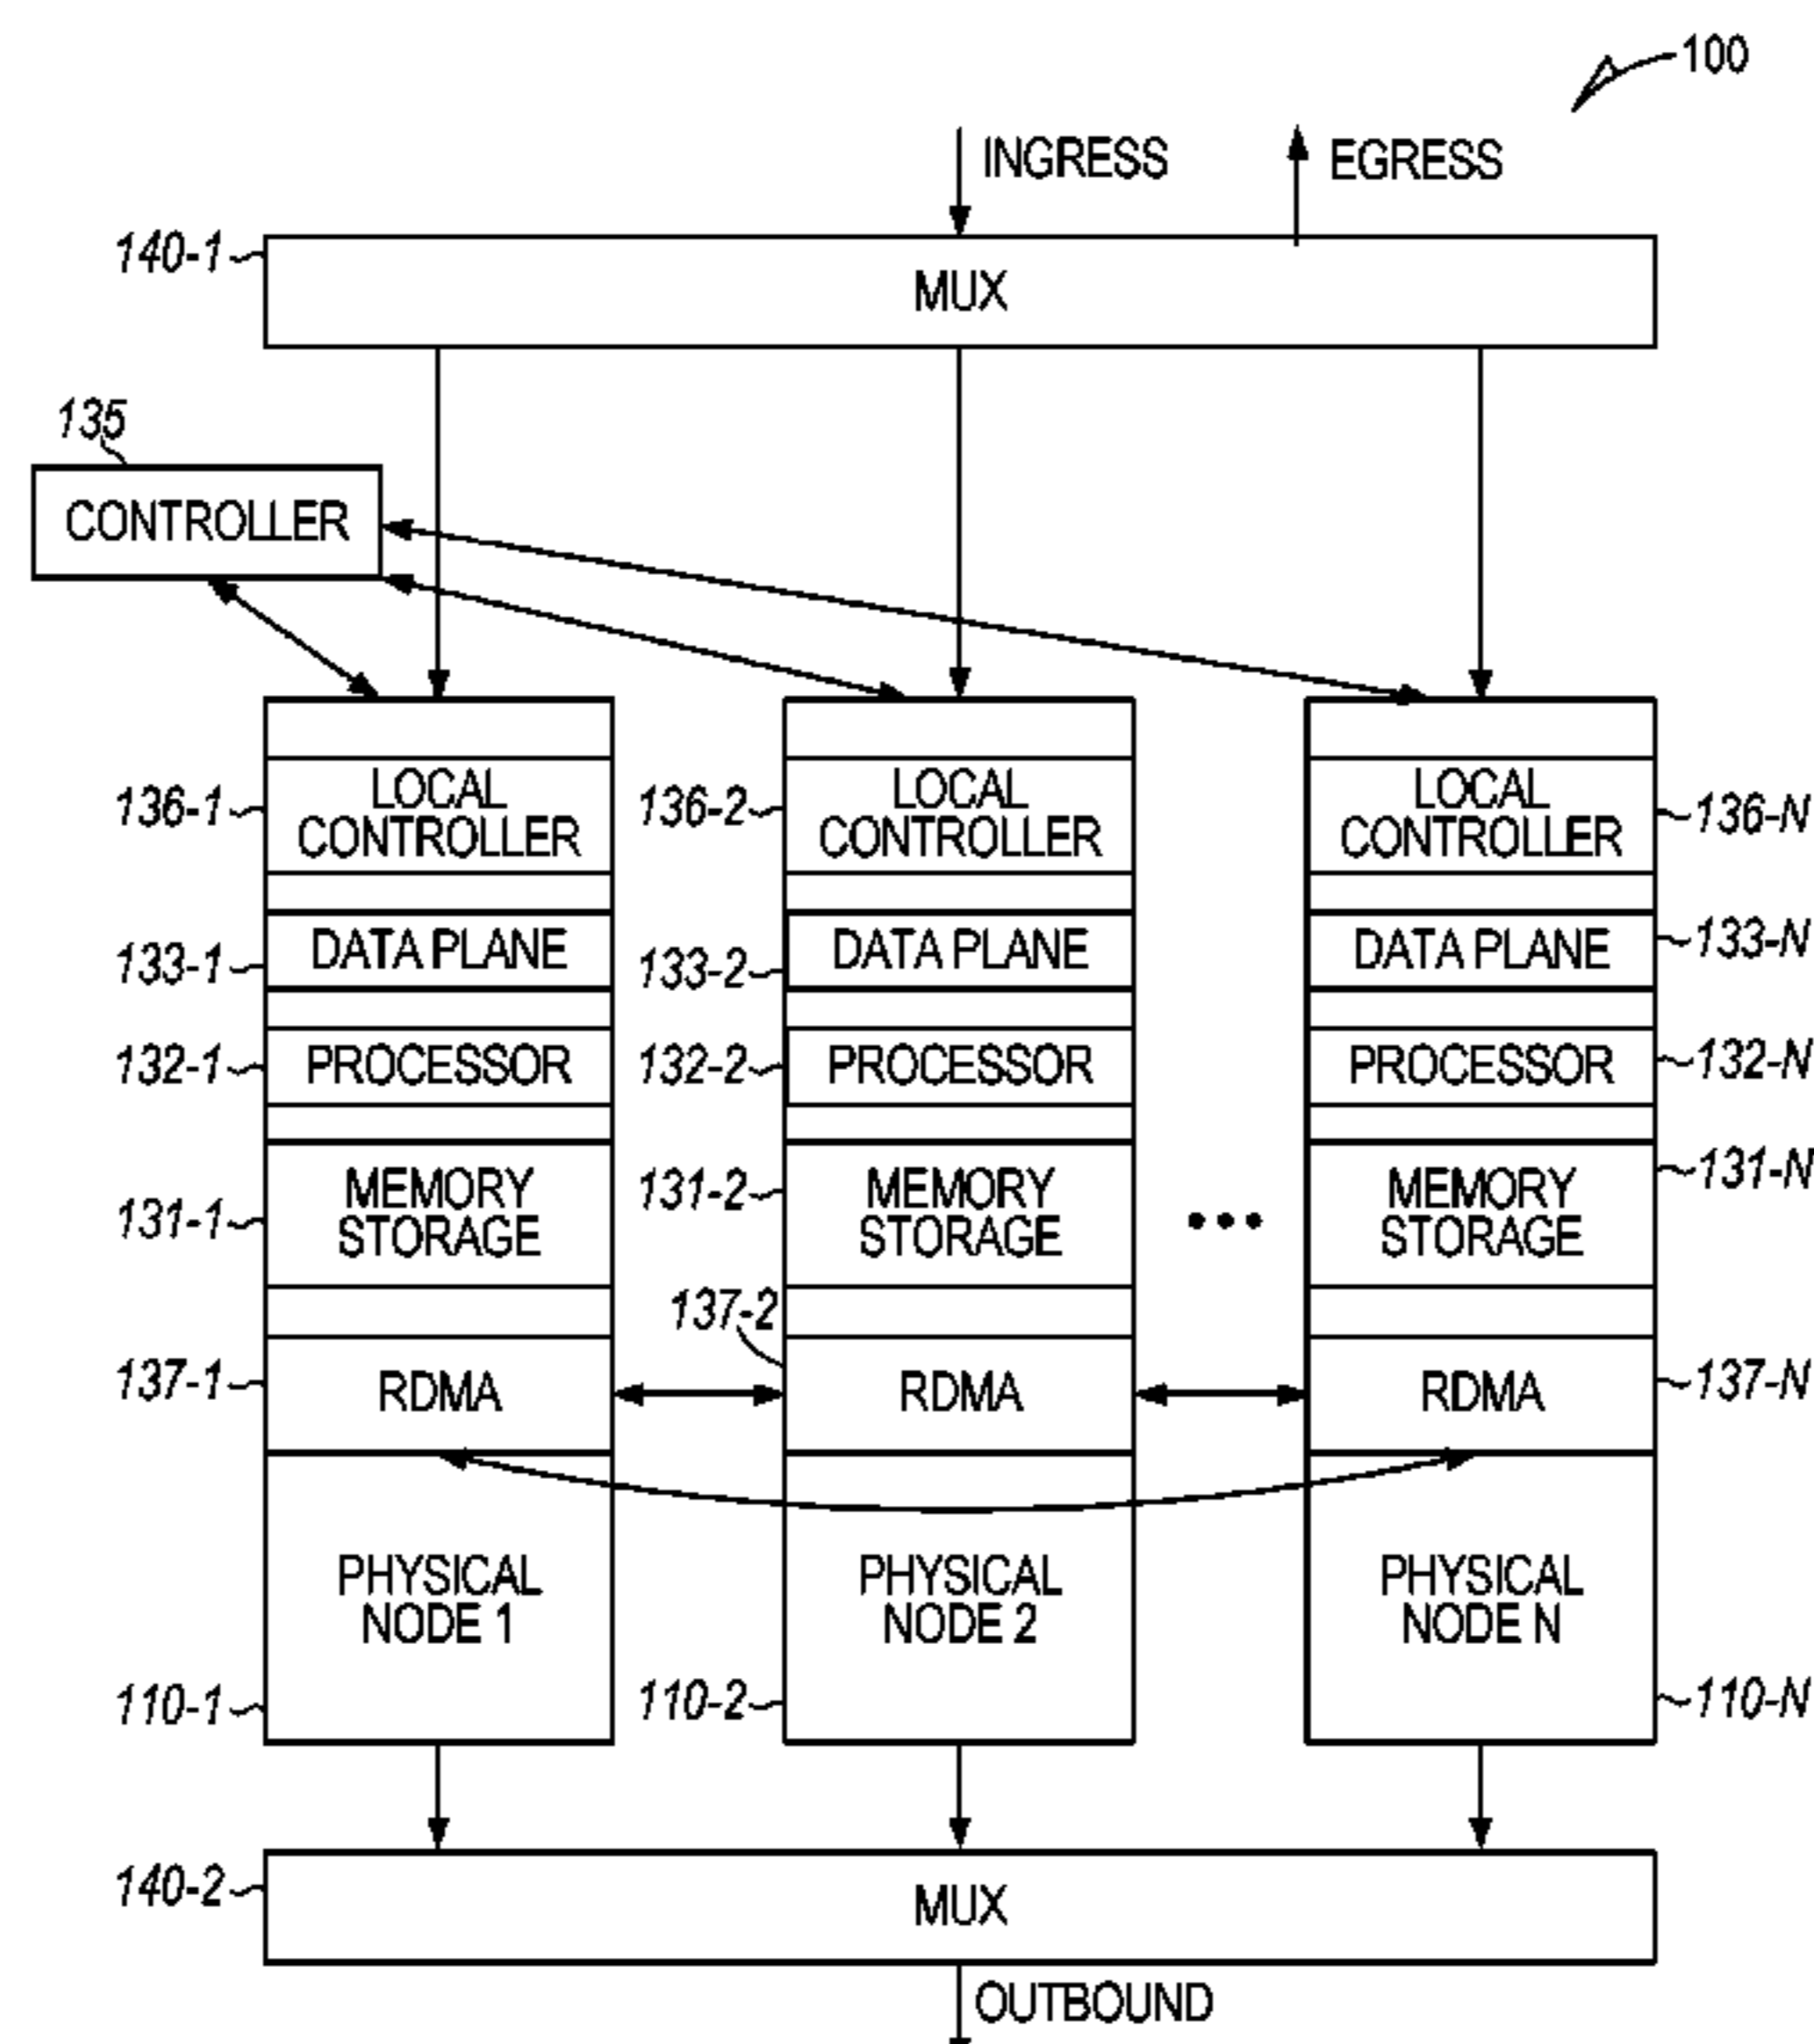 100
INGRESS
EGRESS
140-1
MUX
135
CONTROLLER
136-1
LOCAL
CONTROLLER
136-2
LOCAL
CONTROLLER
LOCAL
CONTROLLER
136-N
133-1
DATA PLANE
133-2
DATA PLANE
DATA PLANE
133-N
132-1
PROCESSOR
132-2
PROCESSOR
PROCESSOR
132-N
131-1
MEMORY
STORAGE
131-2
MEMORY
STORAGE
•••
MEMORY
STORAGE
131-N
137-1
RDMA
137-2
RDMA
RDMA
137-N
PHYSICAL
NODE 1
PHYSICAL
NODE 2
PHYSICAL
NODE N
110-1
110-2
110-N
140-2
MUX
OUTBOUND